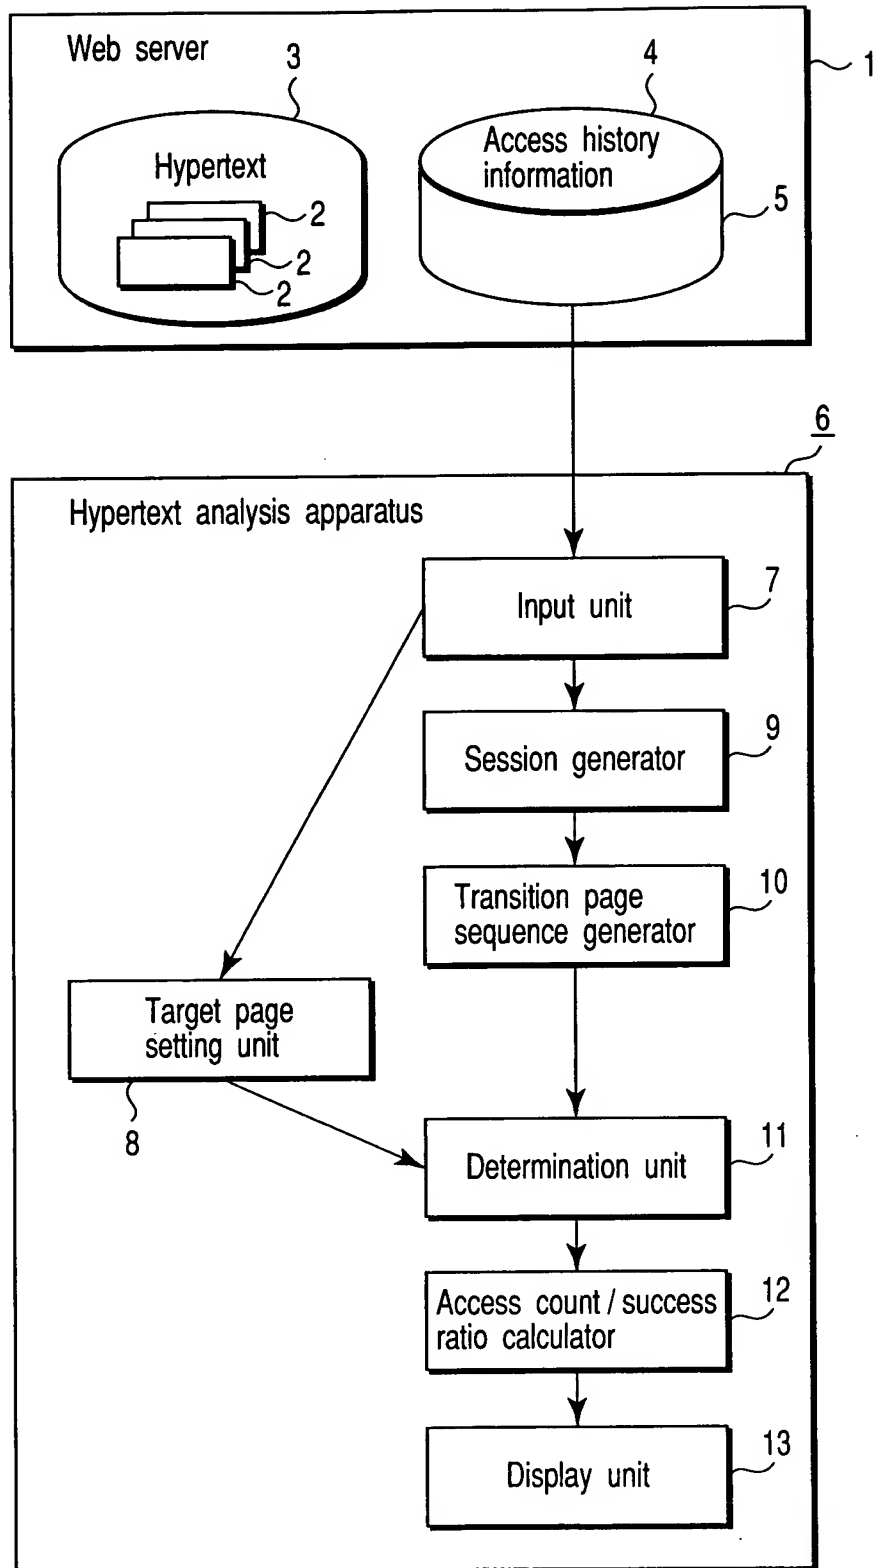 Web server
1
3
4
Hypertext
Access history
information
2
2
2
5
6
Hypertext analysis apparatus
Input unit
7
Session generator
9
Transition page
sequence generator
10
Target page
setting unit
8
Determination unit
11
Access count / success
ratio calculator
12
Display unit
13